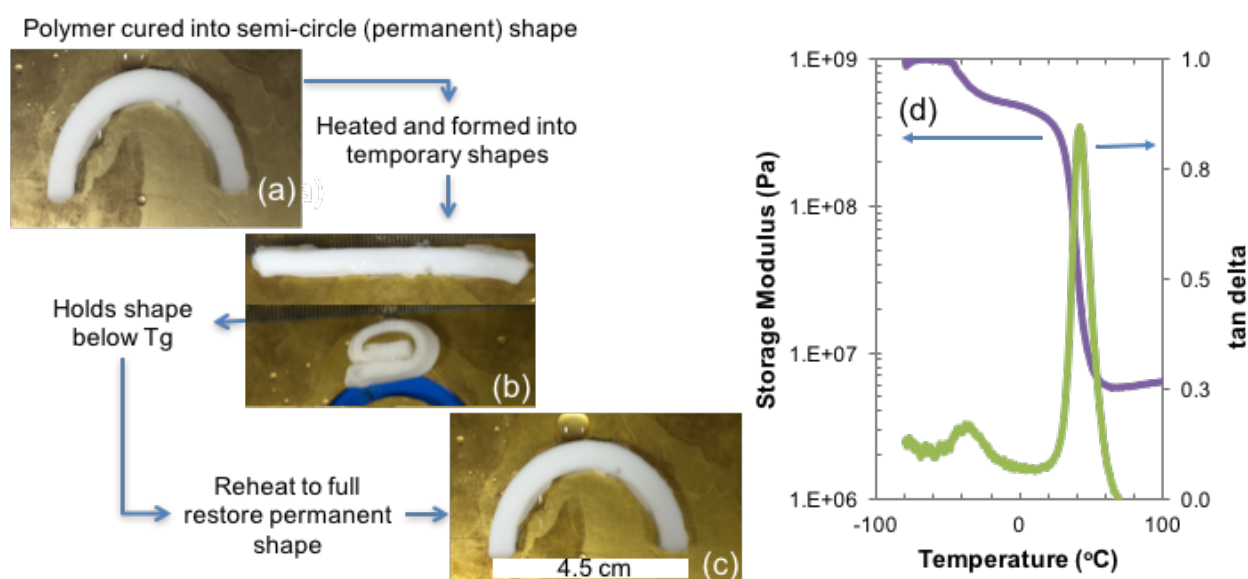 Polymer cured into semi-circle (permanent) shape
(a)
Heated and formed into
temporary shapes
(b)
Holds shape
below Tg
Reheat to full
restore permanent
shape
4.5 cm
(c)
(d)
Storage Modulus (Pa)
1.E+09
1.E+08
1.E+07
1.E+06
1.0
0.8
0.5
0.3
0.0
tan delta
-100
0
100
Temperature (°C)